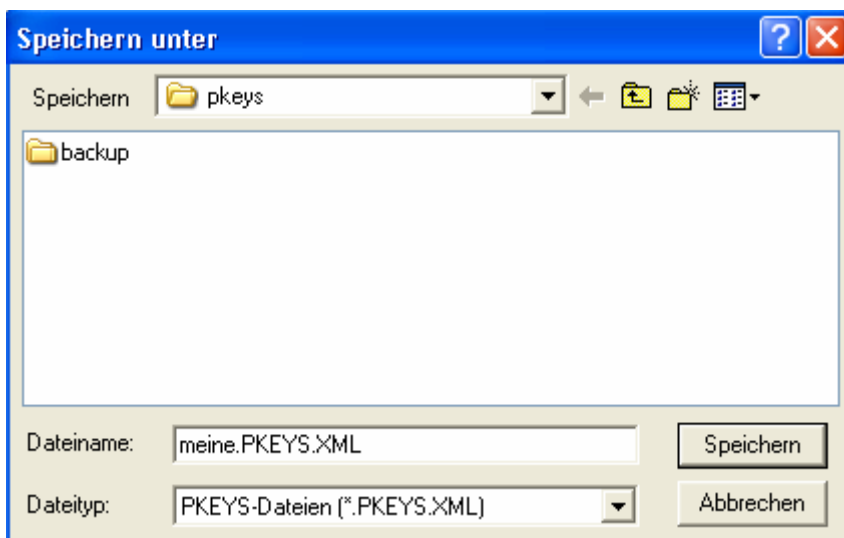 Speichern unter
Speichern pkeys
backup
Dateiname: meine.PKEYS.XML Speichern
Dateityp: PKEYS-Dateien (*.PKEYS.XML) Abbrechen